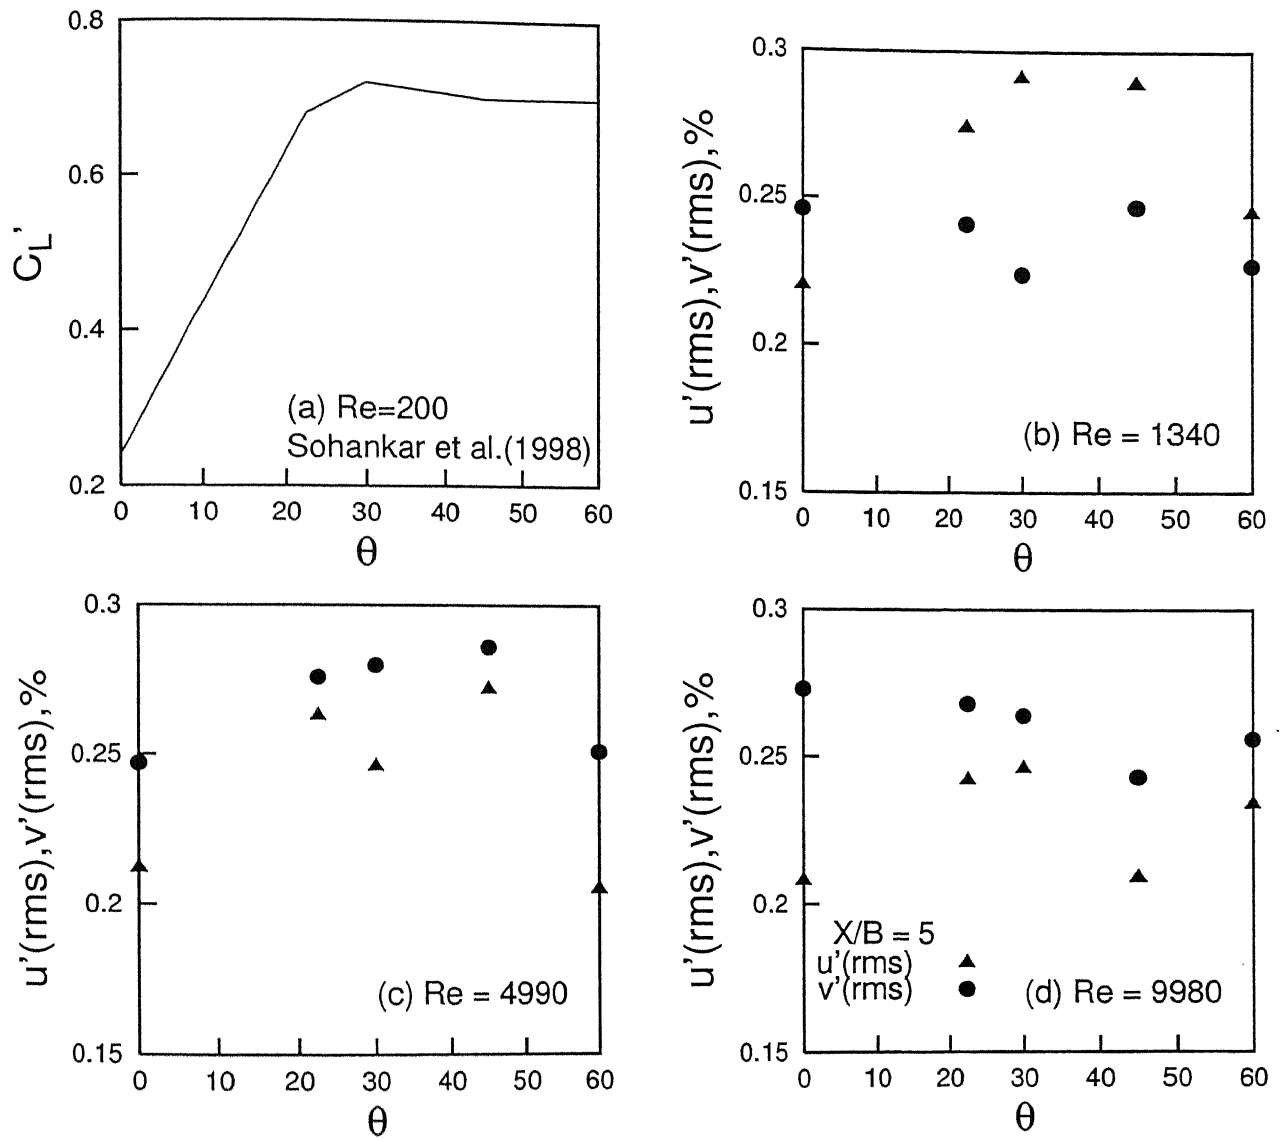 0.8
0.6
0.4
0.2
C_L'
(a) Re=200
Sohankar et al.(1998)
0 10 20 30 40 50 60
θ
0.3
0.25
0.2
0.15
u'(rms),v'(rms),%
(b) Re = 1340
0 10 20 30 40 50 60
θ
0.3
0.25
0.2
0.15
u'(rms),v'(rms),%
(c) Re = 4990
0 10 20 30 40 50 60
θ
0.3
0.25
0.2
0.15
u'(rms),v'(rms),%
X/B = 5
u'(rms)
v'(rms)
(d) Re = 9980
0 10 20 30 40 50 60
θ